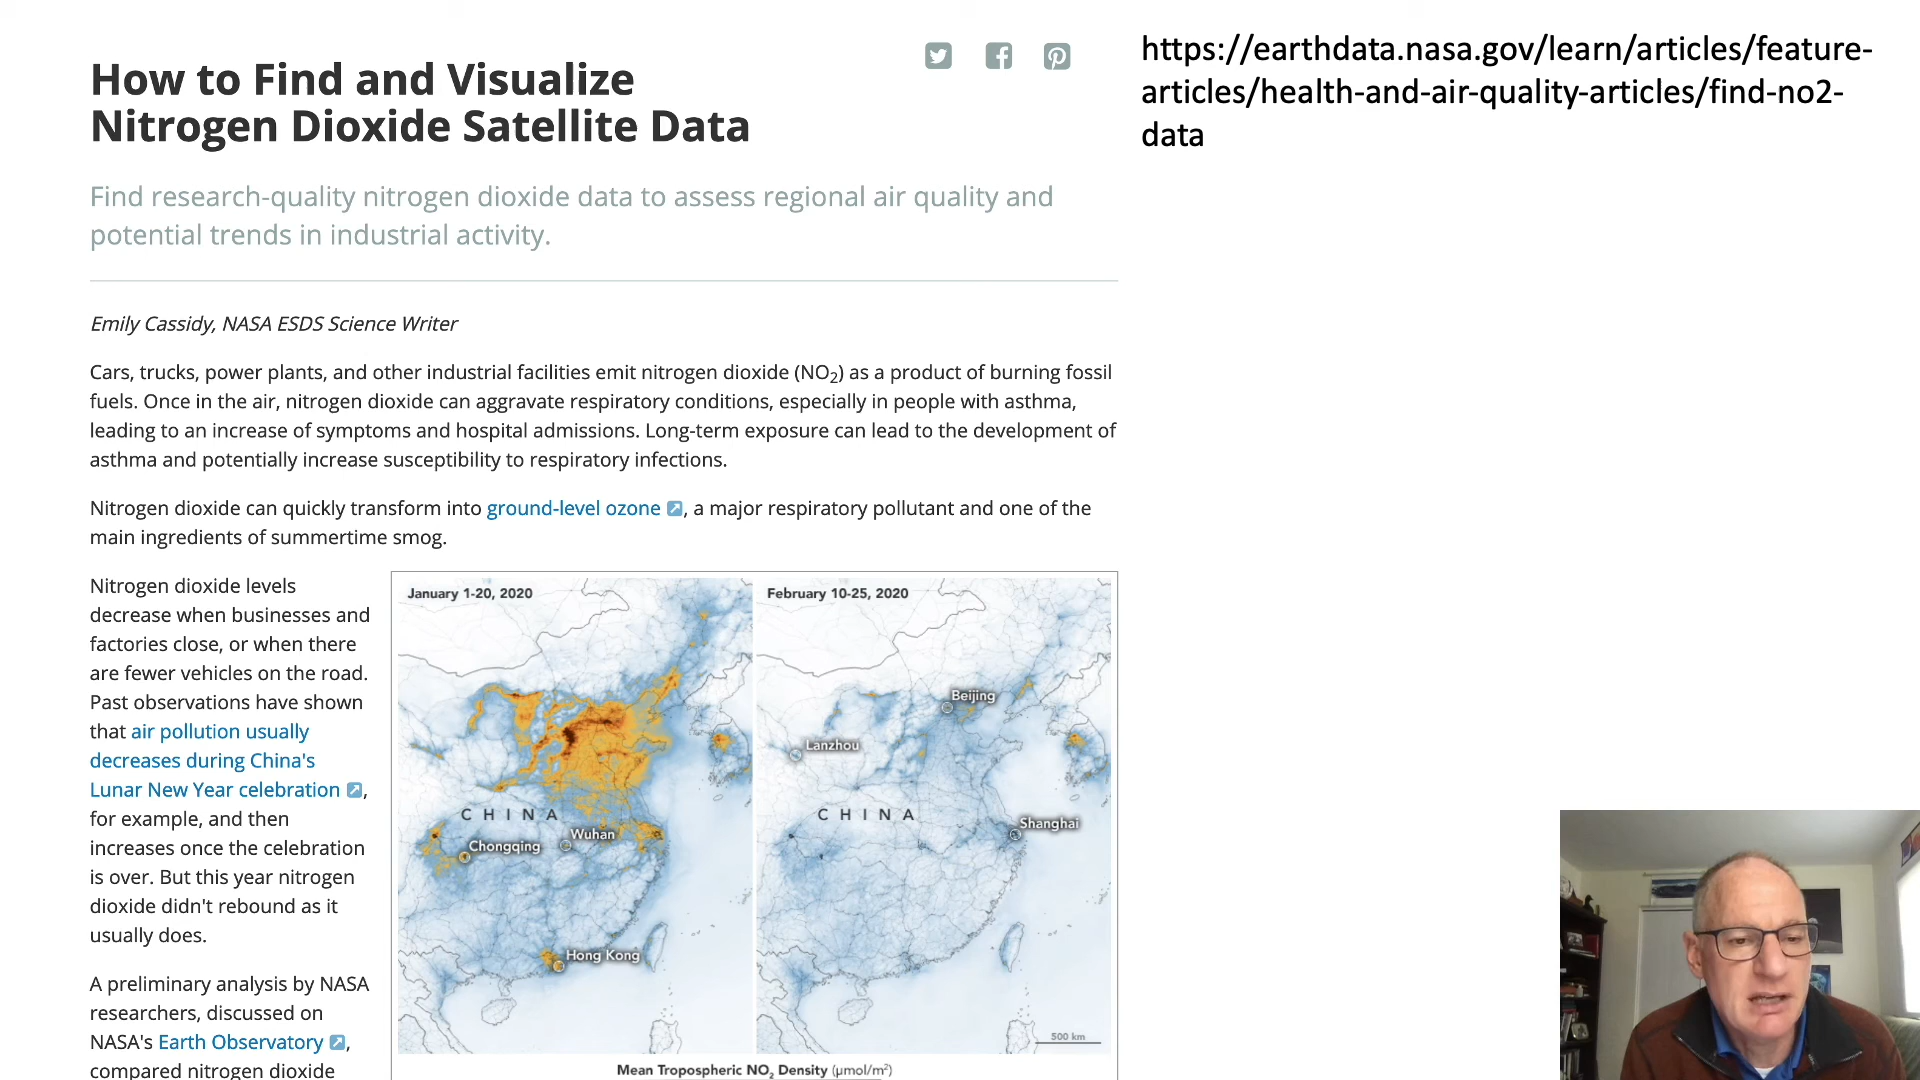 How to Find and Visualize
Nitrogen Dioxide Satellite Data
https://earthdata.nasa.gov/learn/articles/feature-
articles/health-and-air-quality-articles/find-no2-
data
Find research-quality nitrogen dioxide data to assess regional air quality and
potential trends in industrial activity.
Emily Cassidy, NASA ESDS Science Writer
Cars, trucks, power plants, and other industrial facilities emit nitrogen dioxide (NO₂) as a product of burning fossil
fuels. Once in the air, nitrogen dioxide can aggravate respiratory conditions, especially in people with asthma,
leading to an increase of symptoms and hospital admissions. Long-term exposure can lead to the development of
asthma and potentially increase susceptibility to respiratory infections.
Nitrogen dioxide can quickly transform into ground-level ozone, a major respiratory pollutant and one of the
main ingredients of summertime smog.
Nitrogen dioxide levels
decrease when businesses and
factories close, or when there
are fewer vehicles on the road.
Past observations have shown
that air pollution usually
decreases during China's
Lunar New Year celebration,
for example, and then
increases once the celebration
is over. But this year nitrogen
dioxide didn't rebound as it
usually does.
A preliminary analysis by NASA
researchers, discussed on
NASA's Earth Observatory,
compared nitrogen dioxide
January 1-20, 2020
CHINA
Wuhan
Chongqing
Hong Kong
February 10-25, 2020
Beijing
Lanzhou
CHINA
Shanghai
500 km
Mean Tropospheric NO₂ Density (μmol/m²)